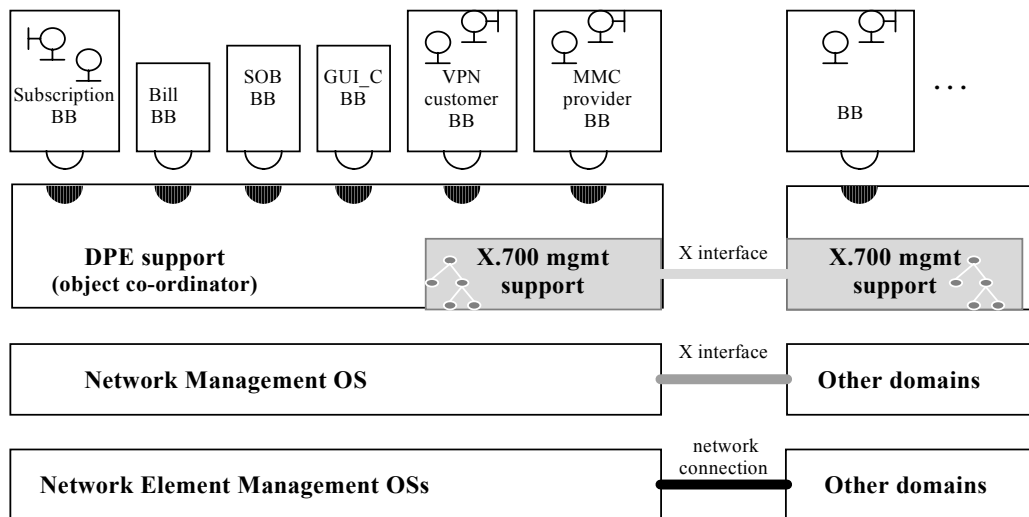 Subscription
BB
Bill
BB
SOB
BB
GUI_C
BB
VPN
customer
BB
MMC
provider
BB
BB
. . .
DPE support
(object co-ordinator)
X.700 mgmt
support
X interface
X.700 mgmt
support
Network Management OS
X interface
Other domains
Network Element Management OSs
network
connection
Other domains